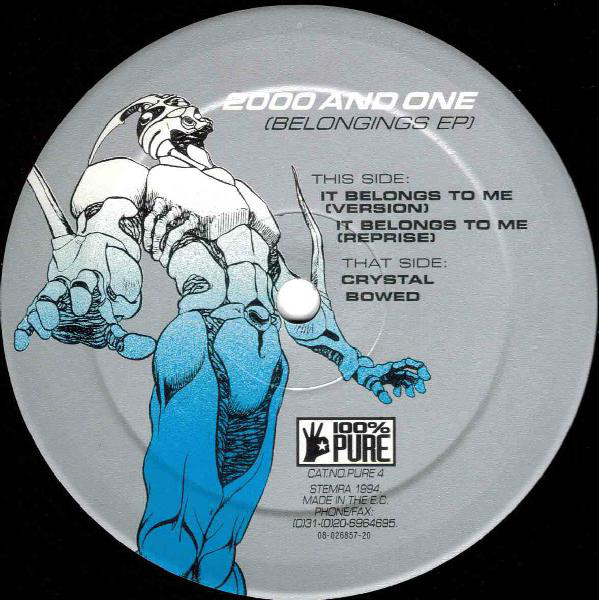 2000 AND ONE
(BELONGINGS EP)
THIS SIDE:
IT BELONGS TO ME
(VERSION)
IT BELONGS TO ME
(REPRISE)
THAT SIDE:
CRYSTAL
BOWED
100%
PURE
CAT.NO.PURE 4
STEMRA 1994,
MADE IN THE E.C.
PHONE/FAX:
(0)31-(0)20-6964695.
08-026857-20